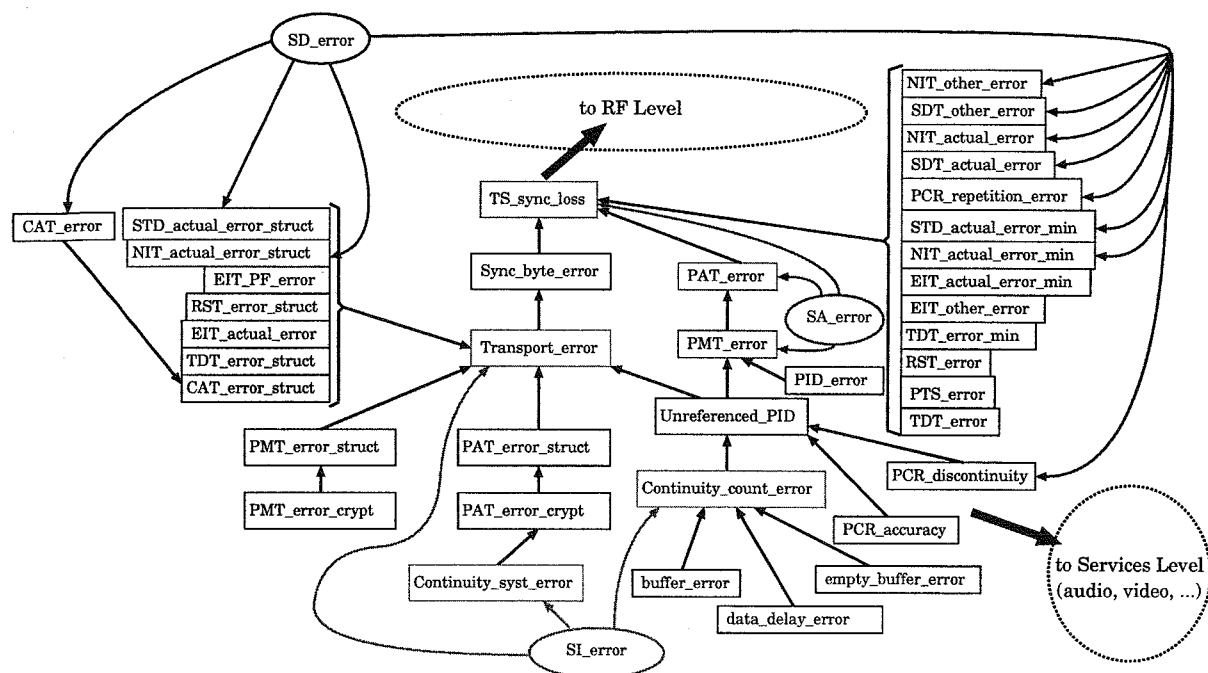 SD_error
to RF Level
NIT_other_error
SDT_other_error
NIT_actual_error
SDT_actual_error
PCR_repetition_error
STD_actual_error_min
NIT_actual_error_min
EIT_actual_error_min
EIT_other_error
TDT_error_min
RST_error
PTS_error
TDT_error
TS_sync_loss
CAT_error
STD_actual_error_struct
NIT_actual_error_struct
EIT_PF_error
RST_error_struct
EIT_actual_error
TDT_error_struct
CAT_error_struct
Sync_byte_error
PAT_error
SA_error
Transport_error
PMT_error
PID_error
Unreferenced_PID
PMT_error_struct
PAT_error_struct
PCR_discontinuity
Continuity_count_error
PMT_error_crypt
PAT_error_crypt
PCR_accuracy
Continuity_syst_error
buffer_error
empty_buffer_error
to Services Level
(audio, video, ...)
data_delay_error
SI_error